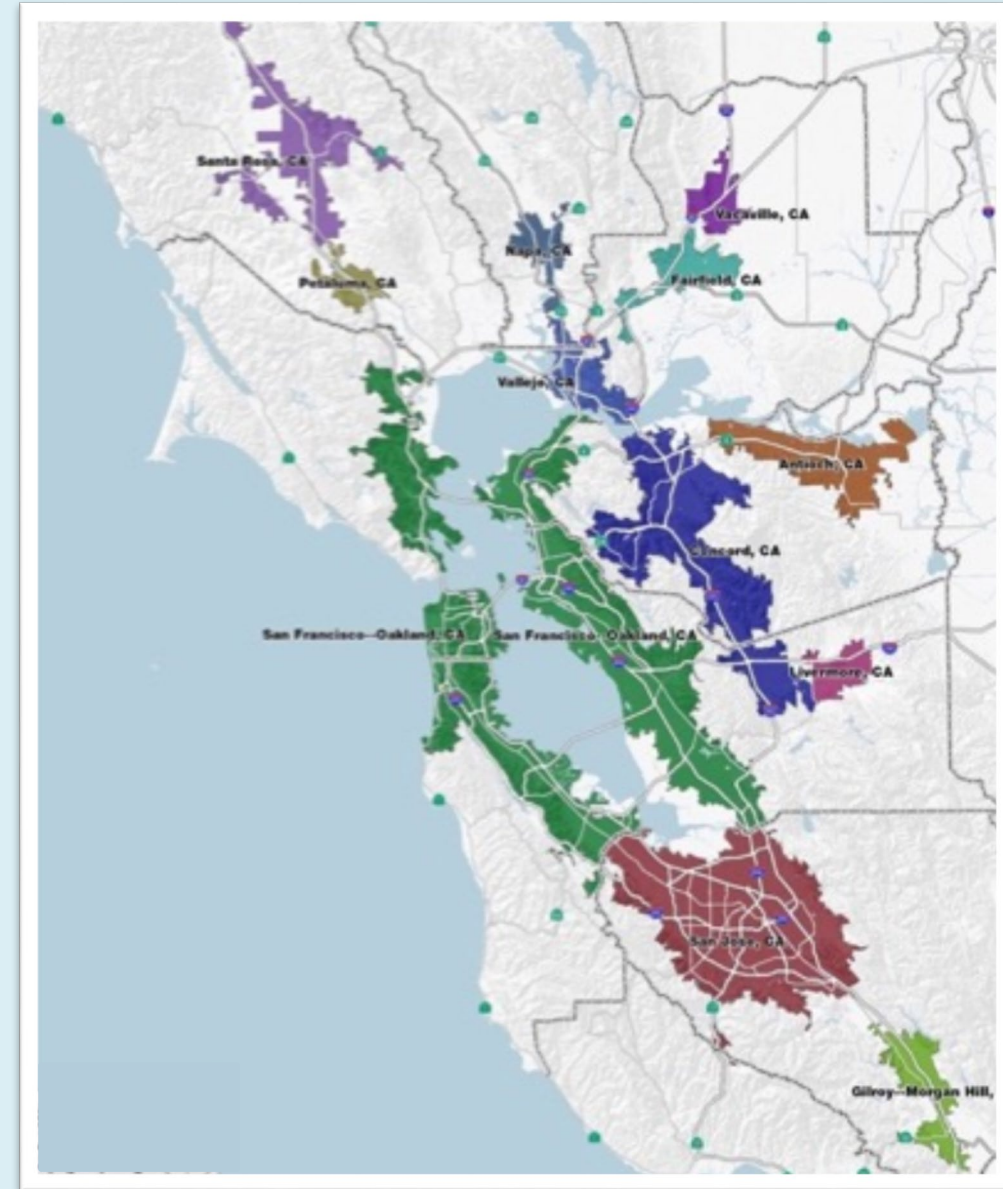 Santa Rosa, CA
Vacaville, CA
Napa, CA
Fairfield, CA
Petaluma, CA
Vallejo, CA
Antioch, CA
Concord, CA
San Francisco--Oakland, CA
San Francisco--Oakland, CA
Livermore, CA
San Jose, CA
Gilroy--Morgan Hill,